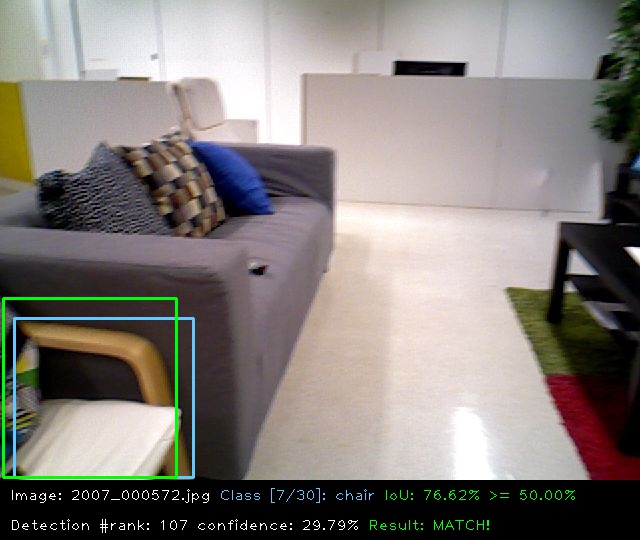 Image: 2007_000572.jpg Class [7/30]: chair IoU: 76.62% >= 50.00%
Detection #rank: 107 confidence: 29.79% Result: MATCH!